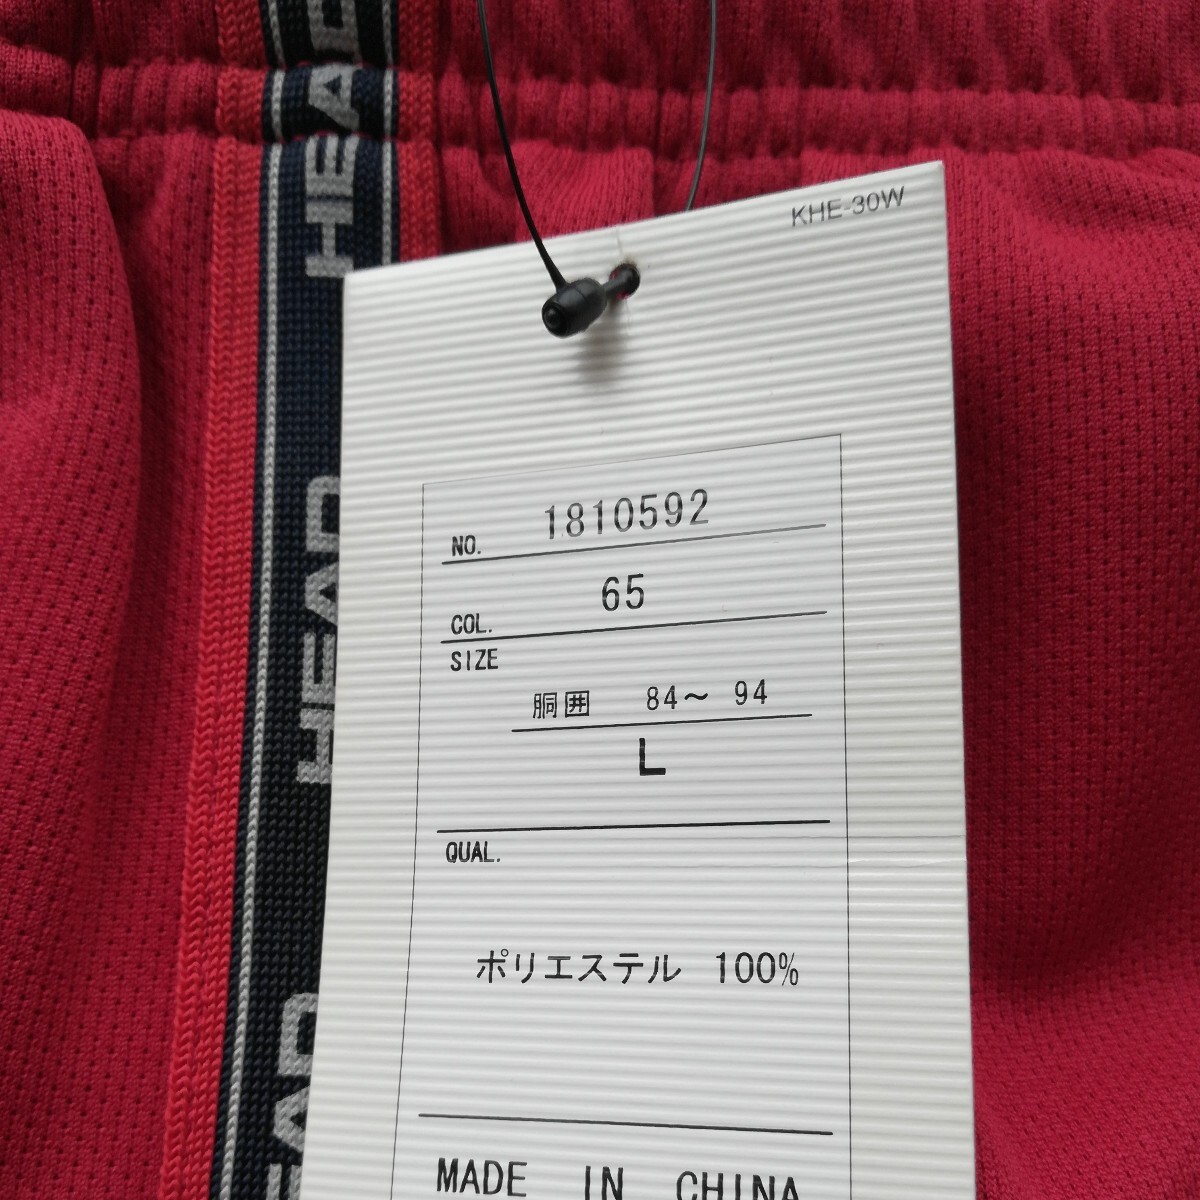 KHE-30W
NO. 1810592
COL. 65
SIZE
胴囲 84～ 94
L
QUAL.
ポリエステル 100%
MADE IN CHINA
HEAD
HEAD
HEAD